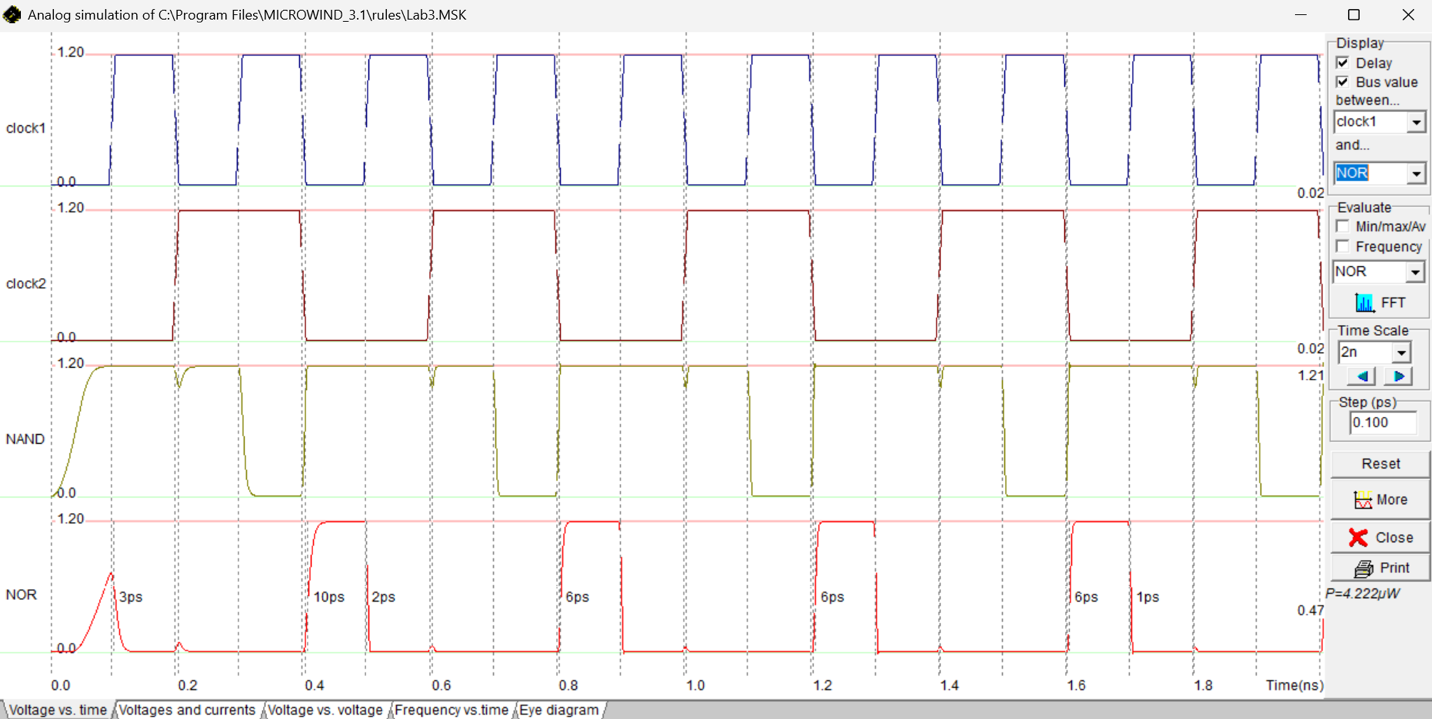 Analog simulation of C:\Program Files\MICROWIND_3.1\rules\Lab3.MSK
1.20
clock1
0.0
0.02
1.20
clock2
0.0
0.02
1.20
1.21
NAND
0.0
1.20
NOR
3ps
10ps
2ps
6ps
6ps
6ps
1ps
0.47
0.0
0.0
0.2
0.4
0.6
0.8
1.0
1.2
1.4
1.6
1.8
Time(ns)
Display
Delay
Bus value
between...
clock1
and...
NOR
Evaluate
Min/max/Av
Frequency
NOR
FFT
Time Scale
2n
Step (ps)
0.100
Reset
More
Close
Print
P=4.222µW
Voltage vs. time
Voltages and currents
Voltage vs. voltage
Frequency vs.time
Eye diagram